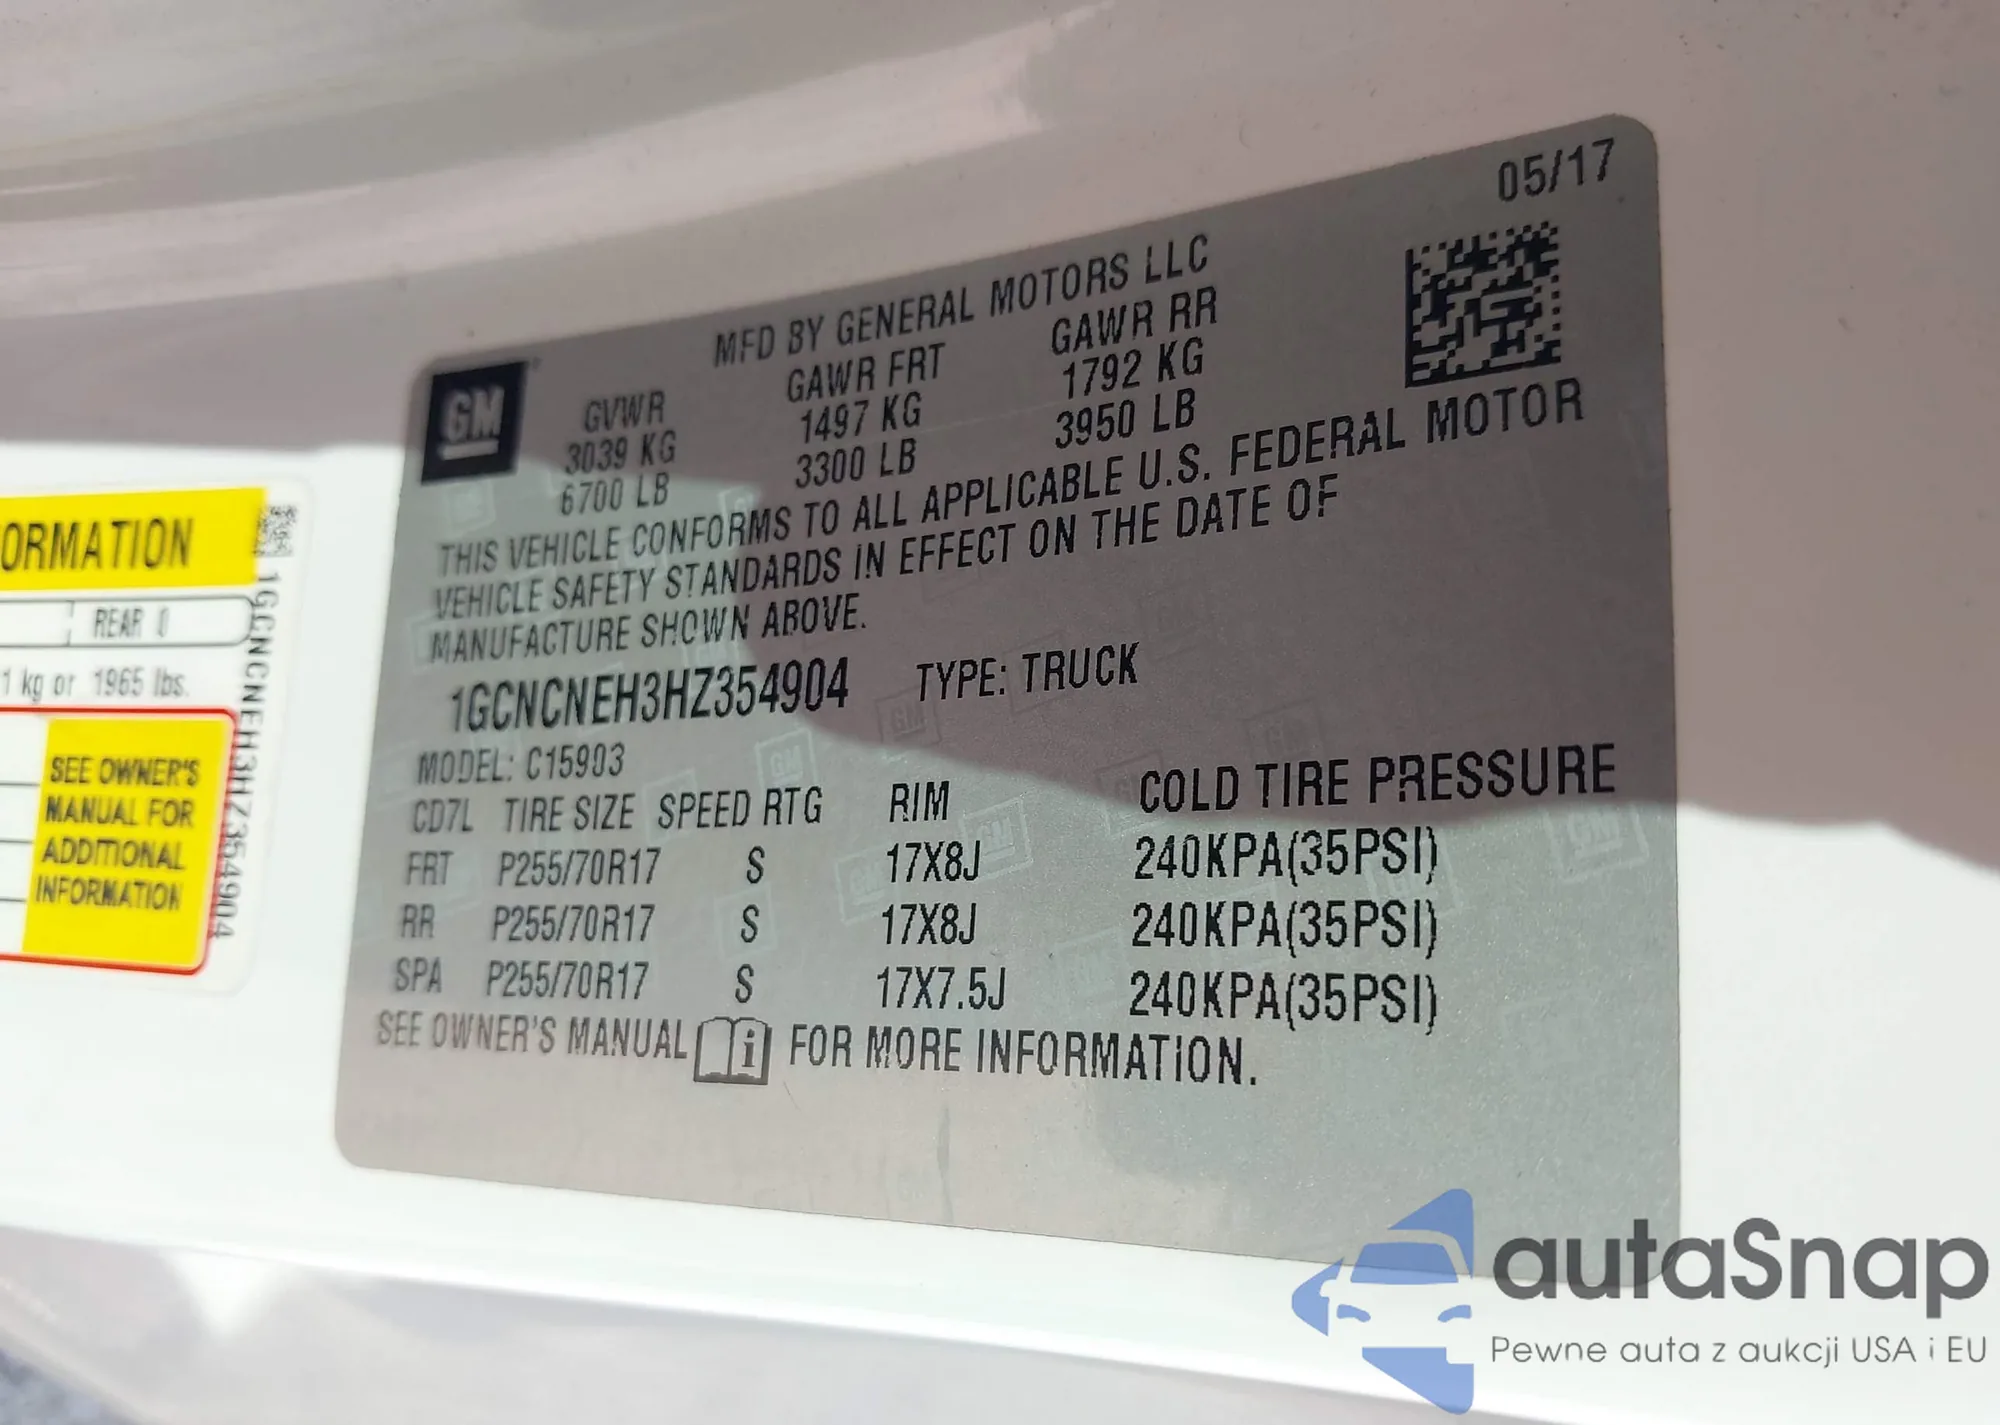 05/17
MFD BY GENERAL MOTORS LLC
GM
GVWR GAWR FRT GAWR RR
3039 KG 1497 KG 1792 KG
6700 LB 3300 LB 3950 LB
THIS VEHICLE CONFORMS TO ALL APPLICABLE U.S. FEDERAL MOTOR
VEHICLE SAFETY STANDARDS IN EFFECT ON THE DATE OF
MANUFACTURE SHOWN ABOVE.
1GCNCNEH3HZ354904 TYPE: TRUCK
MODEL: C15903
CD7L TIRE SIZE SPEED RTG RIM COLD TIRE PRESSURE
FRT P255/70R17 S 17X8J 240KPA(35PSI)
RR P255/70R17 S 17X8J 240KPA(35PSI)
SPA P255/70R17 S 17X7.5J 240KPA(35PSI)
SEE OWNER'S MANUAL i FOR MORE INFORMATION.
ORMATION
REAR 0
1 kg or 1965 lbs.
SEE OWNER'S
MANUAL FOR
ADDITIONAL
INFORMATION
1GCNCNEH3HZ354904
autaSnap
Pewne auta z aukcji USA i EU